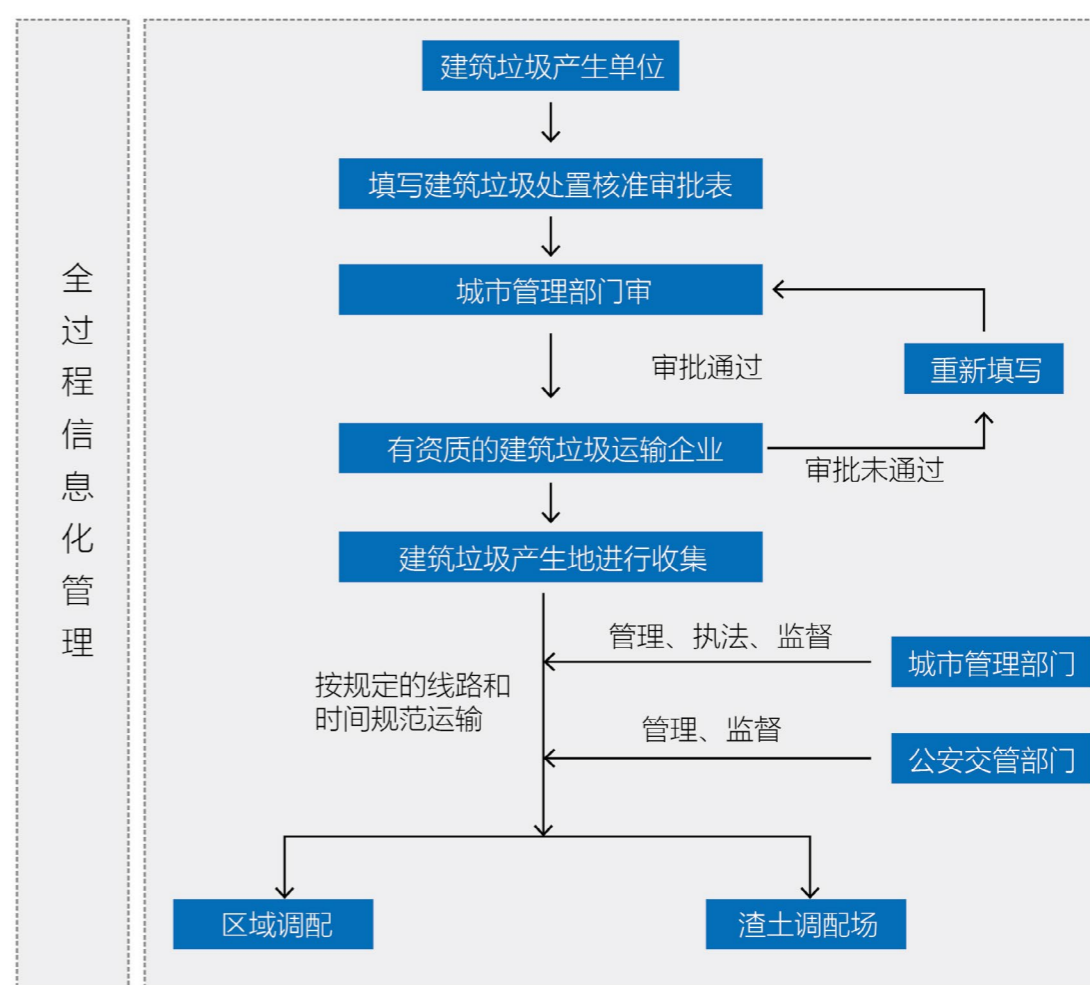 全过程信息化管理
建筑垃圾产生单位
填写建筑垃圾处置核准审批表
城市管理部门审
审批通过
重新填写
有资质的建筑垃圾运输企业
审批未通过
建筑垃圾产生地进行收集
管理、执法、监督
城市管理部门
按规定的线路和
时间规范运输
管理、监督
公安交管部门
区域调配
渣土调配场